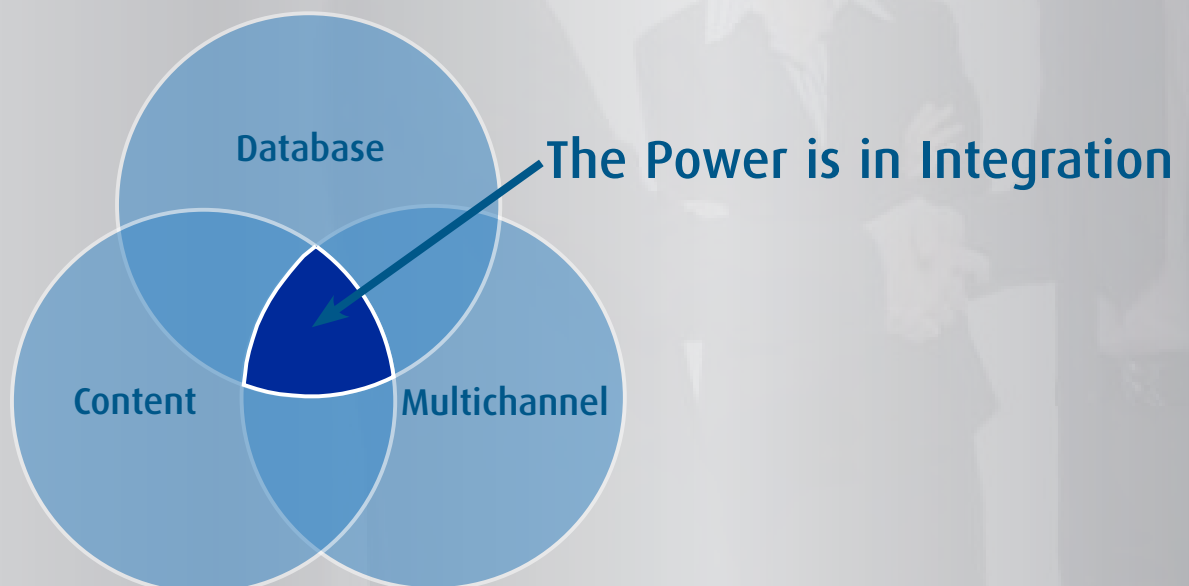 Database
The Power is in Integration
Content
Multichannel